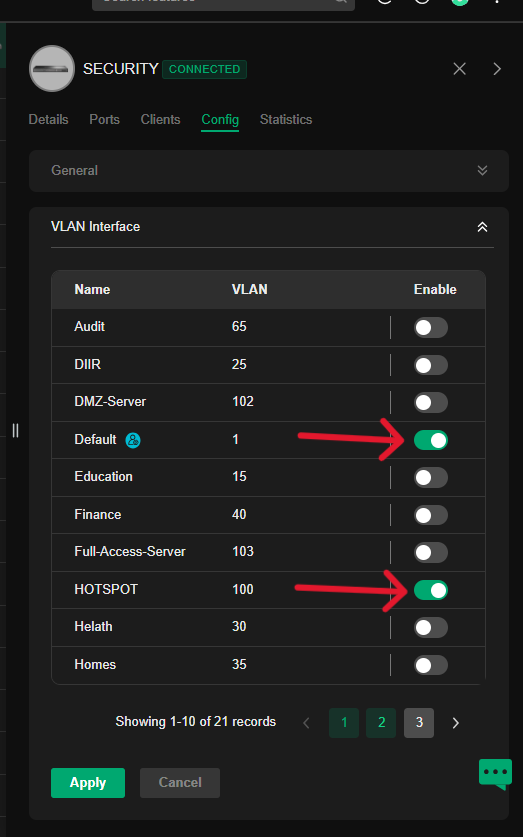 SECURITY CONNECTED
Details Ports Clients Config Statistics
General
VLAN Interface
Name VLAN Enable
Audit 65
DIIR 25
DMZ-Server 102
Default 1
Education 15
Finance 40
Full-Access-Server 103
HOTSPOT 100
Helath 30
Homes 35
Showing 1-10 of 21 records 1 2 3
Apply Cancel